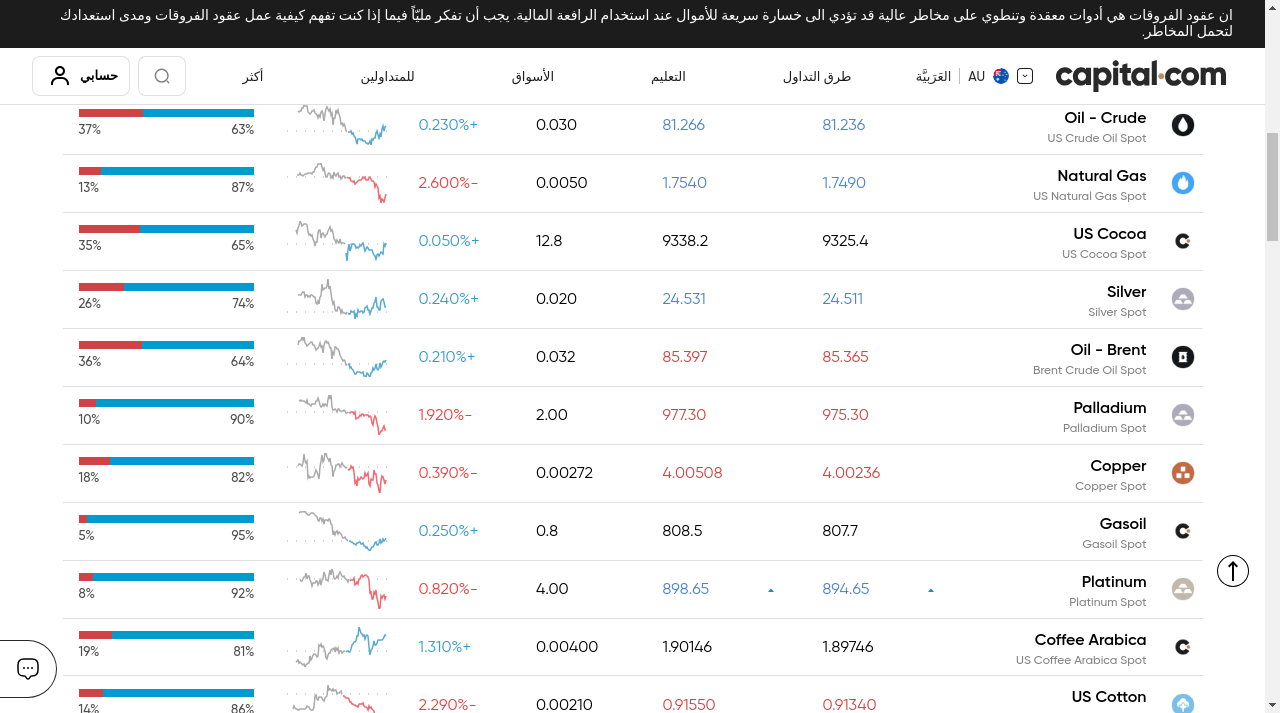 ان عقود الفروقات هي أدوات معقدة وتنطوي على مخاطر عالية قد تؤدي الى خسارة سريعة للأموال عند استخدام الرافعة المالية. يجب أن تفكر مليّاً فيما إذا كنت تفهم كيفية عمل عقود الفروقات ومدى استعدادك
لتحمل المخاطر.
capital.com AU العَرَبيَّة طرق التداول التعليم الأسواق للمتداولين أكثر حسابي
Oil - Crude 81.236 81.266 0.030 0.230%+ 63% 37%
US Crude Oil Spot
Natural Gas 1.7490 1.7540 0.0050 2.600%- 87% 13%
US Natural Gas Spot
US Cocoa 9325.4 9338.2 12.8 0.050%+ 65% 35%
US Cocoa Spot
Silver 24.511 24.531 0.020 0.240%+ 74% 26%
Silver Spot
Oil - Brent 85.365 85.397 0.032 0.210%+ 64% 36%
Brent Crude Oil Spot
Palladium 975.30 977.30 2.00 1.920%- 90% 10%
Palladium Spot
Copper 4.00236 4.00508 0.00272 0.390%- 82% 18%
Copper Spot
Gasoil 807.7 808.5 0.8 0.250%+ 95% 5%
Gasoil Spot
Platinum 894.65 898.65 4.00 0.820%- 92% 8%
Platinum Spot
Coffee Arabica 1.89746 1.90146 0.00400 1.310%+ 81% 19%
US Coffee Arabica Spot
US Cotton 0.91340 0.91550 0.00210 2.290%- 86% 14%